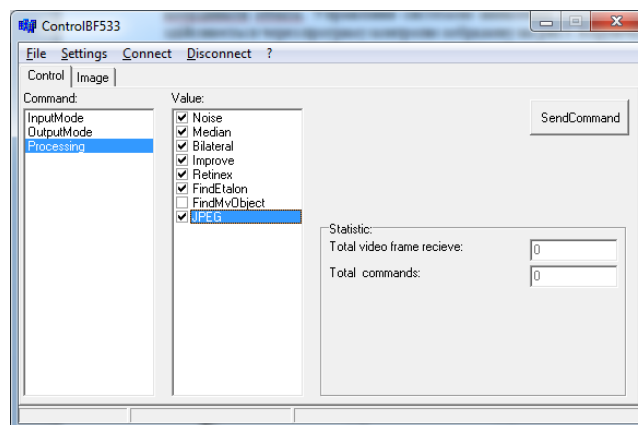 ControlBF533
File Settings Connect Disconnect ?
Control Image
Command:
InputMode
OutputMode
Processing
Value:
Noise
Median
Bilateral
Improve
Retinex
FindEtalon
FindMvObject
JPEG
SendCommand
Statistic:
Total video frame recieve: 0
Total commands: 0